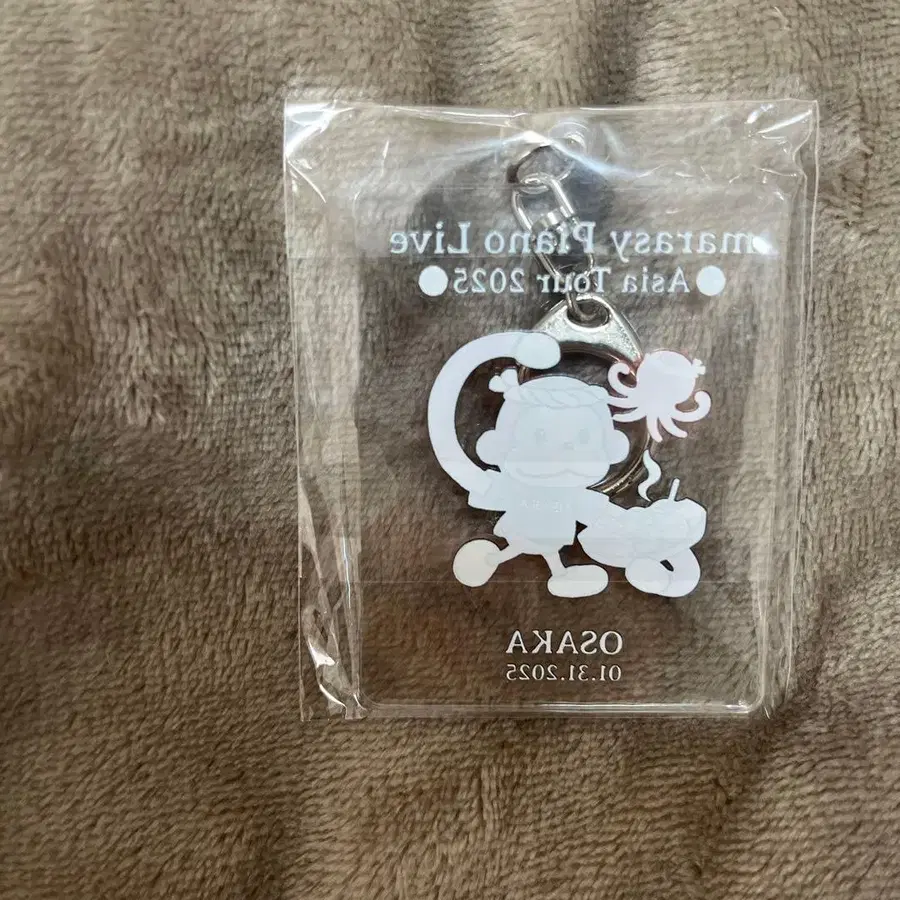 marasy Piano Live
●Asia Tour 2025●
OSAKA
01.31.2025